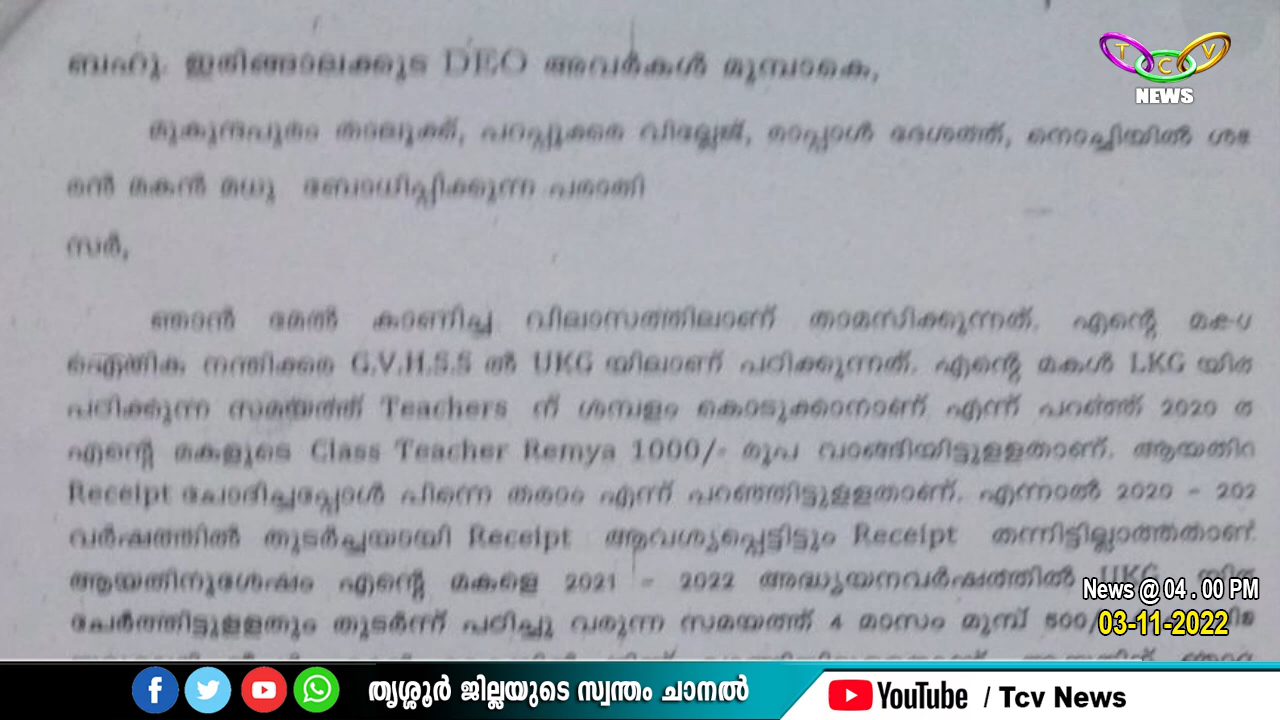 ബഹു. ഇരിങ്ങാലക്കുട DEO അവർകൾ മുമ്പാകെ,
T C V
NEWS
മുകുന്ദപുരം താലൂക്ക്, പറപ്പൂക്കര വില്ലേജ്, രാപ്പാൾ ദേശത്ത്, നൊച്ചിയിൽ
മകൻ മധു ബോധിപ്പിക്കുന്ന പരാതി
സർ,
ഞാൻ മേൽ കാണിച്ച വിലാസത്തിലാണ് താമസിക്കുന്നത്. എന്റെ
നന്തിക്കര G.V.H.S.S ൽ UKG യിലാണ് പഠിക്കുന്നത്. എന്റെ മകൾ LKG
പഠിക്കുന്ന സമയത്ത് Teachers ന് ശമ്പളം കൊടുക്കാനാണ് എന്ന് പറഞ്ഞ് 2020
എന്റെ മകളുടെ Class Teacher Remya 1000/- രൂപ വാങ്ങിയിട്ടുള്ളതാണ്.
Receipt ചോദിച്ചപ്പോൾ പിന്നെ തരാം എന്ന് പറഞ്ഞിട്ടുള്ളതാണ്. എന്നാൽ 2020 - 202
വർഷത്തിൽ തുടർച്ചയായി Receipt ആവശ്യപ്പെട്ടിട്ടും Receipt തന്നിട്ടില്ലാത്തതാണ്.
ആയതിനുശേഷം എന്റെ മകളെ 2021 - 2022 അദ്ധ്യയനവർഷത്തിൽ UKG
ചേർത്തിട്ടുള്ളതും തുടർന്ന് പഠിച്ചു വരുന്ന സമയത്ത് 4 മാസം മുമ്പ് 500/
News @ 04 . 00 PM
03-11-2022
തൃശ്ശൂർ ജില്ലയുടെ സ്വന്തം ചാനൽ
YouTube / Tcv News